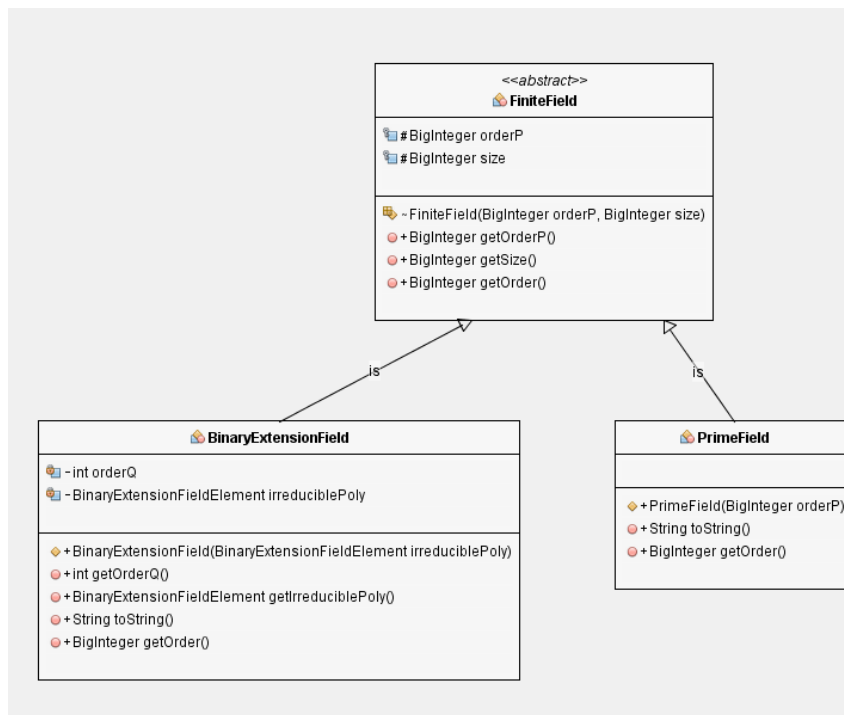 <<abstract>>
FiniteField
#BigInteger orderP
#BigInteger size
~FiniteField(BigInteger orderP, BigInteger size)
+BigInteger getOrderP()
+BigInteger getSize()
+BigInteger getOrder()
is
is
BinaryExtensionField
-int orderQ
-BinaryExtensionFieldElement irreduciblePoly
+BinaryExtensionField(BinaryExtensionFieldElement irreduciblePoly)
+int getOrderQ()
+BinaryExtensionFieldElement getIrreduciblePoly()
+String toString()
+BigInteger getOrder()
PrimeField
+PrimeField(BigInteger orderP)
+String toString()
+BigInteger getOrder()